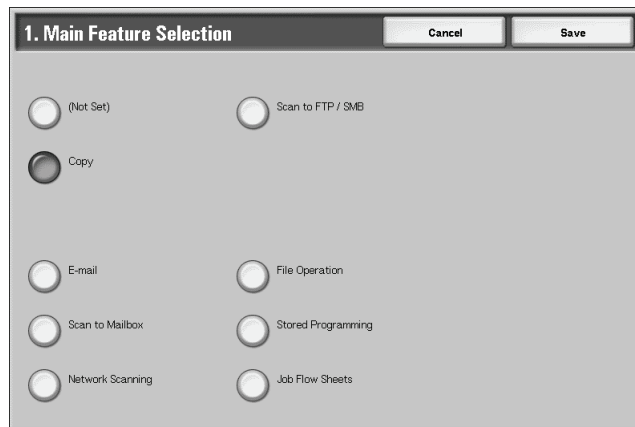 1. Main Feature Selection
Cancel
Save
(Not Set)
Scan to FTP / SMB
Copy
E-mail
File Operation
Scan to Mailbox
Stored Programming
Network Scanning
Job Flow Sheets